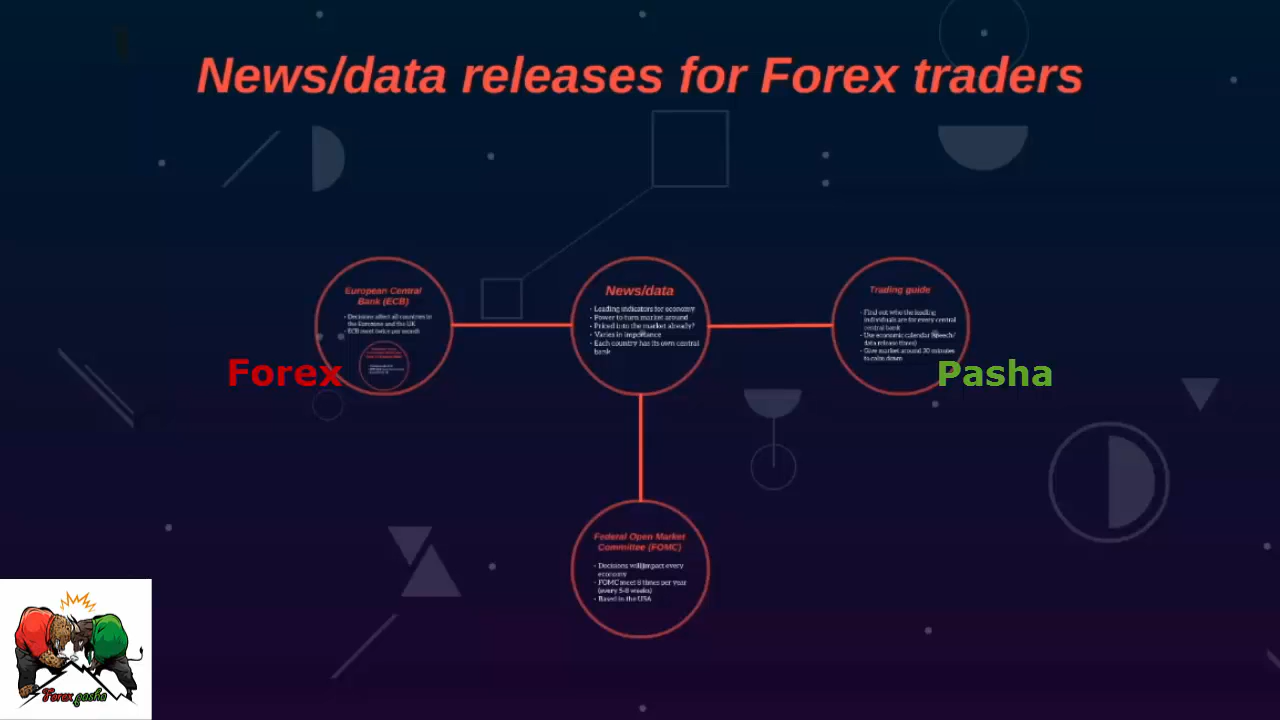 News/data releases for Forex traders
European Central
Bank (ECB)
- Decisions affect all countries in
the Eurozone and the UK
- ECB meet twice per month
News/data
- Leading indicators for economy
- Power to turn market around
- Priced into the market already?
- Varies in importance
- Each country has its own central
bank
Trading guide
- Find out who the leading
individuals are for every central
central bank
- Use economic calendar (speech/
data release times)
- Give market around 30 minutes
to calm down
Forex
Pasha
Federal Open Market
Committee (FOMC)
- Decisions will impact every
economy
- FOMC meet 8 times per year
(every 5-8 weeks)
- Based in the USA
Forex pasha